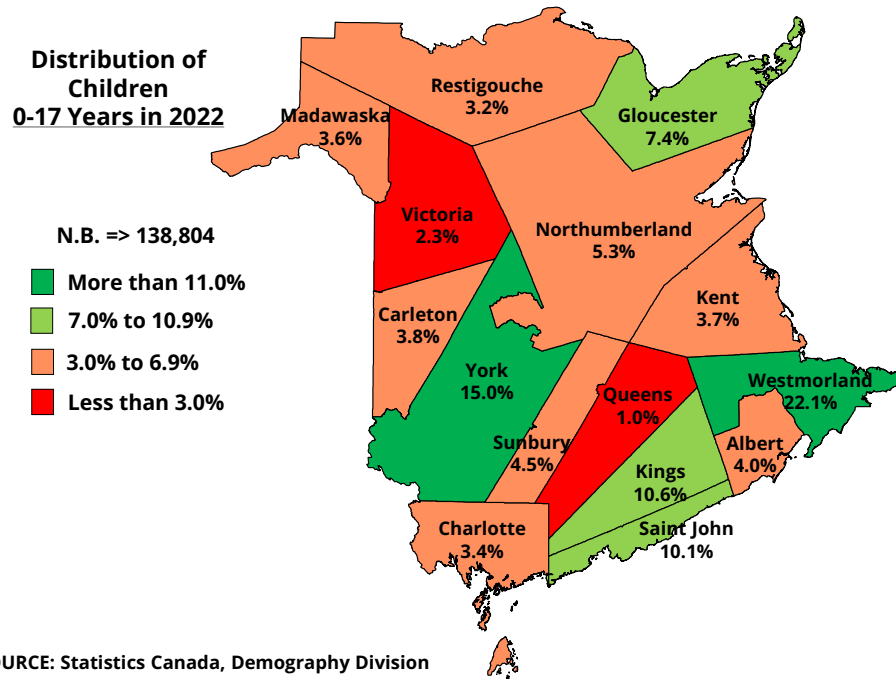 Distribution of
Children
0-17 Years in 2022
N.B. => 138,804
More than 11.0%
7.0% to 10.9%
3.0% to 6.9%
Less than 3.0%
Restigouche
3.2%
Gloucester
7.4%
Madawaska
3.6%
Victoria
2.3%
Northumberland
5.3%
Kent
3.7%
Carleton
3.8%
York
15.0%
Westmorland
22.1%
Queens
1.0%
Sunbury
4.5%
Albert
4.0%
Kings
10.6%
Saint John
10.1%
Charlotte
3.4%
OURCE: Statistics Canada, Demography Division